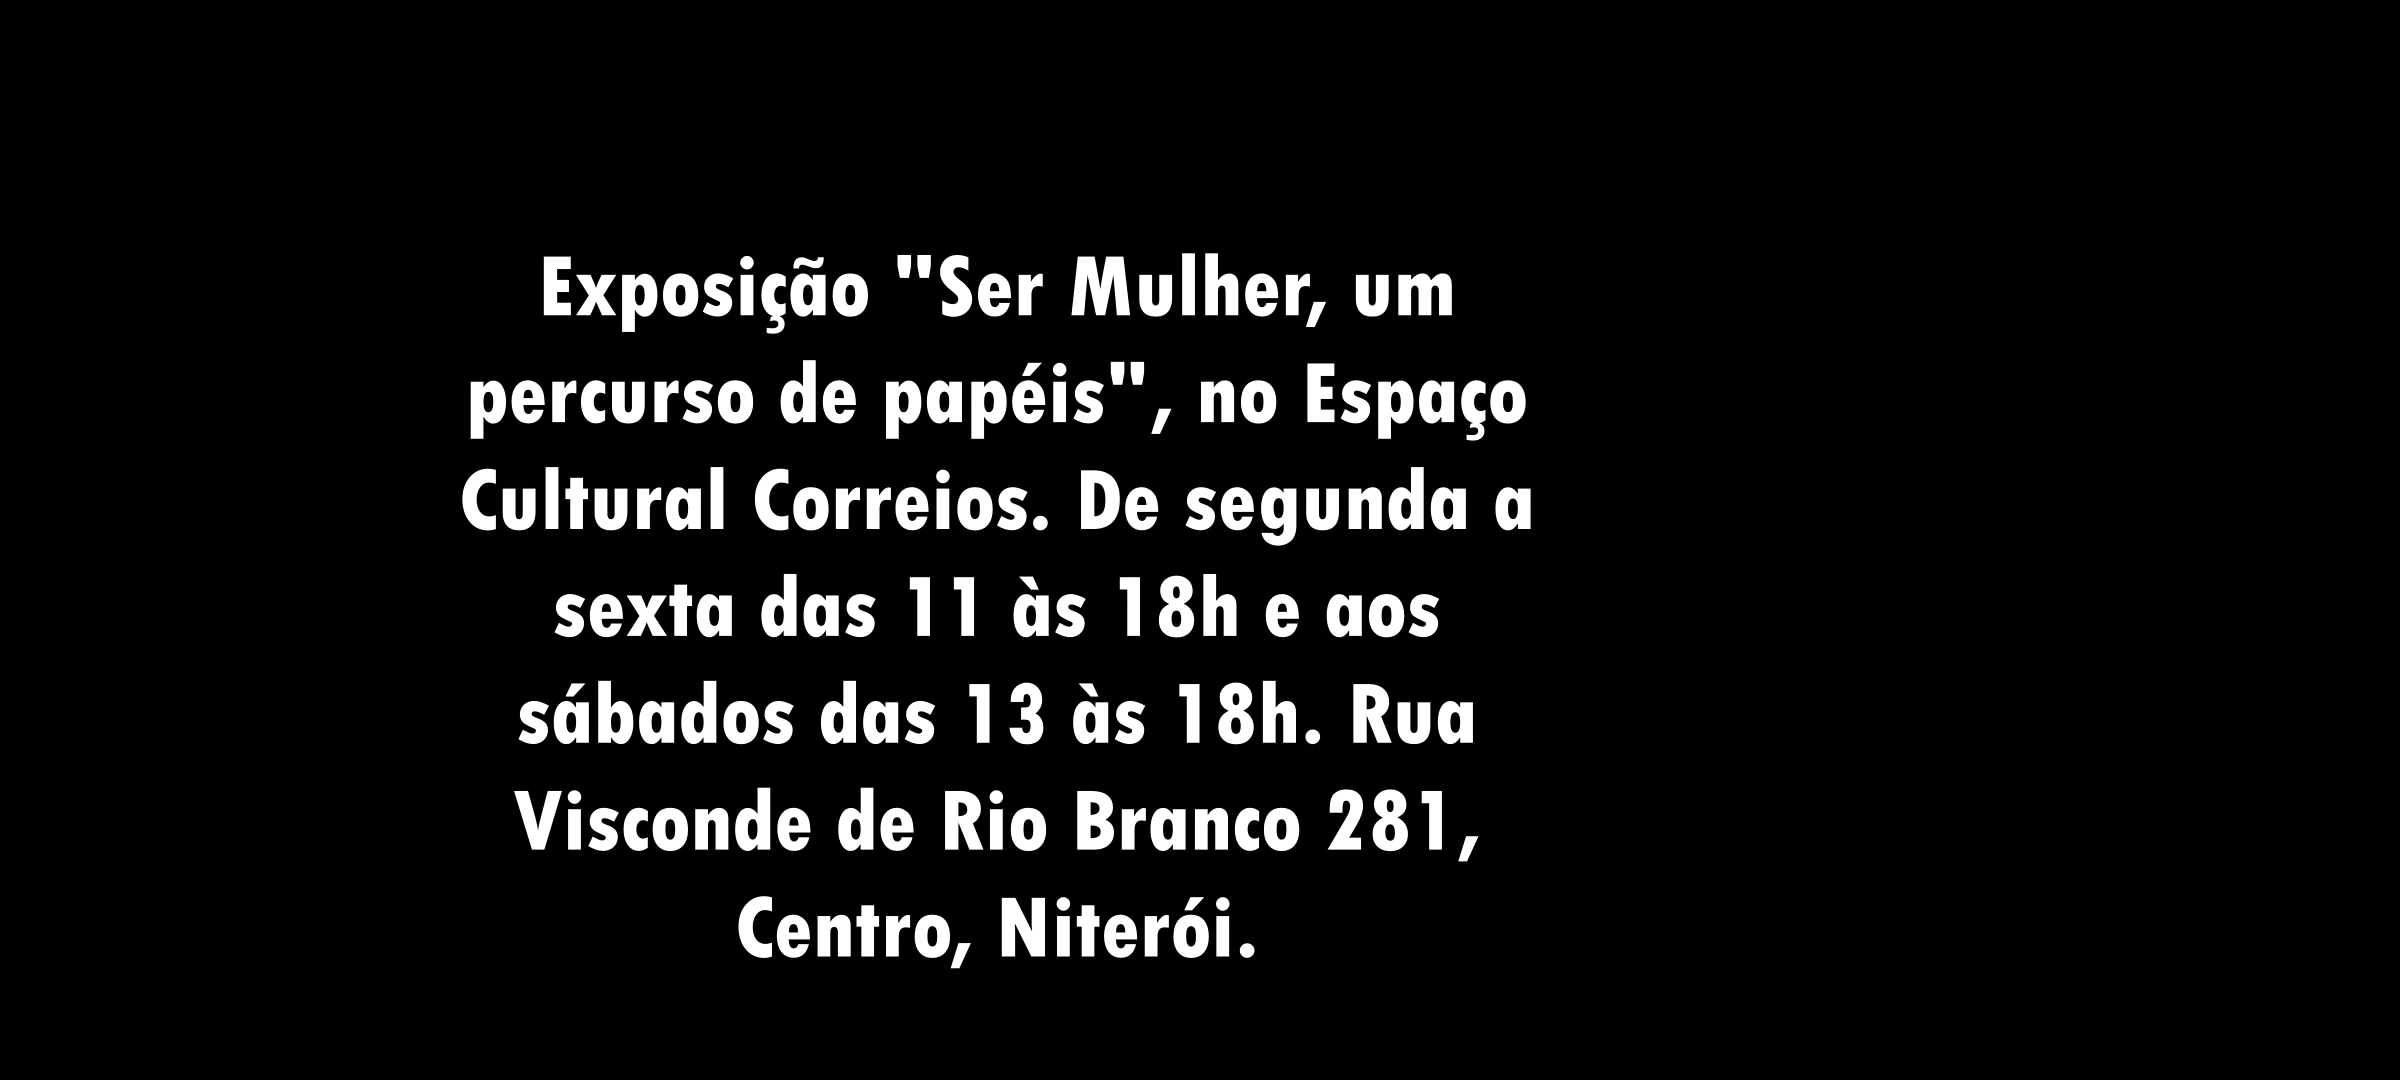 Exposição "Ser Mulher, um
percurso de papéis", no Espaço
Cultural Correios. De segunda a
sexta das 11 às 18h e aos
sábados das 13 às 18h. Rua
Visconde de Rio Branco 281,
Centro, Niterói.